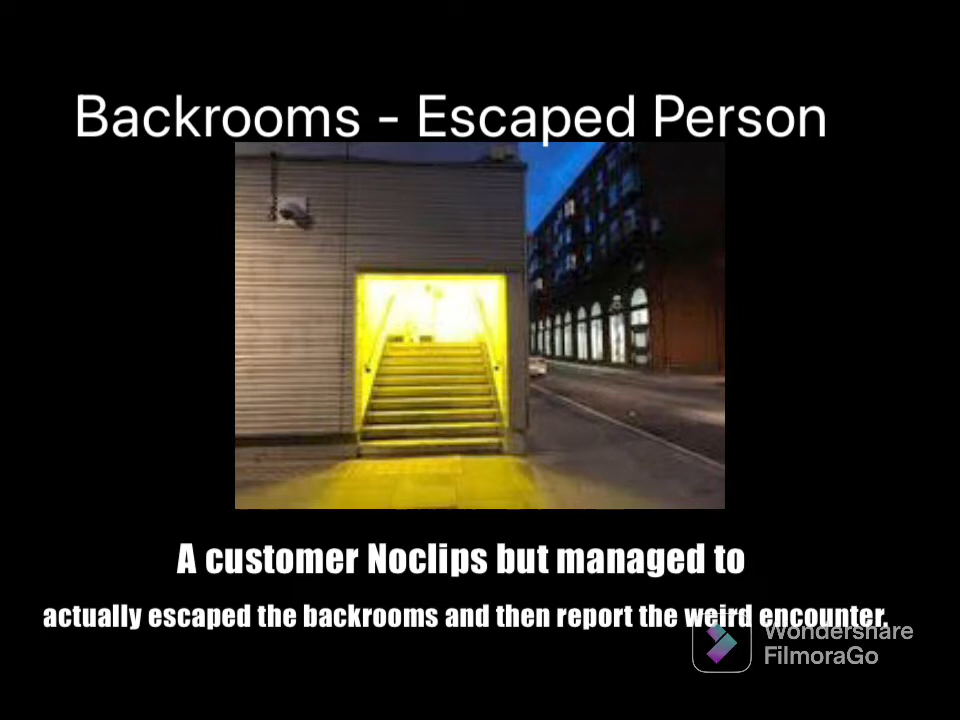 Backrooms - Escaped Person
A customer Noclips but managed to
actually escaped the backrooms and then report the weird encounter.
Wondershare
FilmoraGo